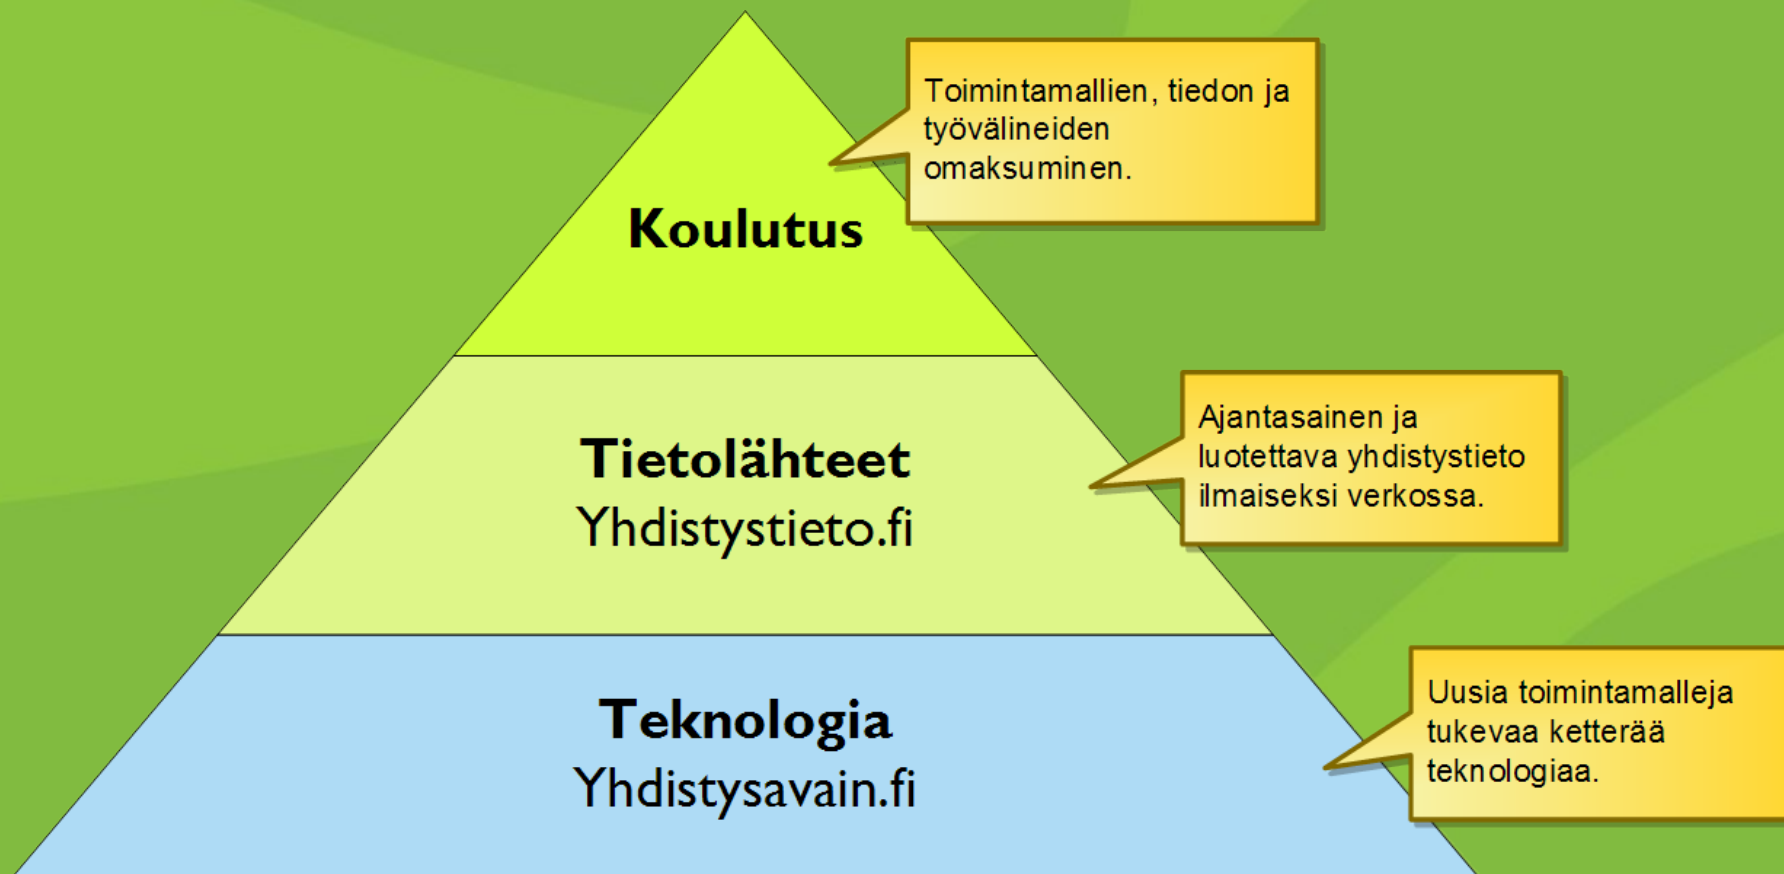 Toimintamallien, tiedon ja
työvälineiden
omaksuminen.
Koulutus
Tietolähteet
Yhdistystieto.fi
Ajantasainen ja
luotettava yhdistystieto
ilmaiseksi verkossa.
Teknologia
Yhdistysavain.fi
Uusia toimintamalleja
tukevaa ketterää
teknologiaa.